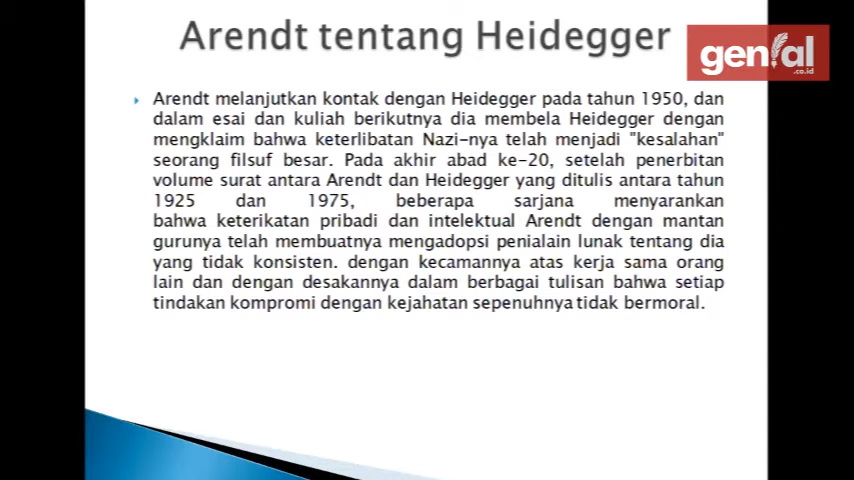 Arendt tentang Heidegger
genial
.co.id
Arendt melanjutkan kontak dengan Heidegger pada tahun 1950, dan
dalam esai dan kuliah berikutnya dia membela Heidegger dengan
mengklaim bahwa keterlibatan Nazi-nya telah menjadi "kesalahan"
seorang filsuf besar. Pada akhir abad ke-20, setelah penerbitan
volume surat antara Arendt dan Heidegger yang ditulis antara tahun
1925 dan 1975, beberapa sarjana menyarankan
bahwa keterikatan pribadi dan intelektual Arendt dengan mantan
gurunya telah membuatnya mengadopsi penialain lunak tentang dia
yang tidak konsisten. dengan kecamannya atas kerja sama orang
lain dan dengan desakannya dalam berbagai tulisan bahwa setiap
tindakan kompromi dengan kejahatan sepenuhnya tidak bermoral.